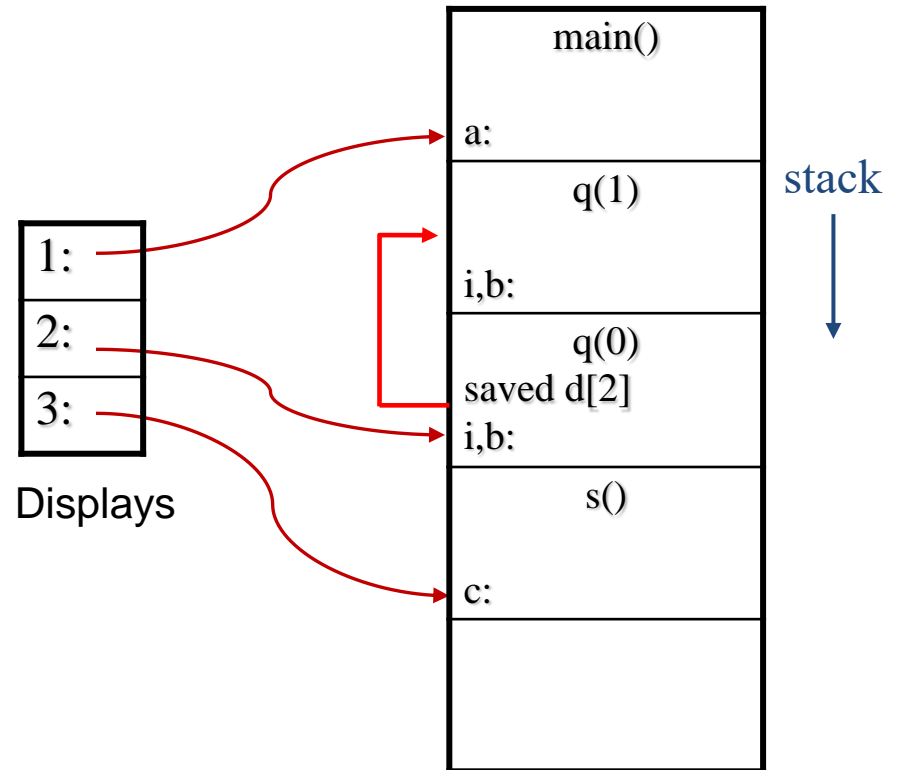 1:
2:
3:
Displays
main()
a:
q(1)
i,b:
q(0)
saved d[2]
i,b:
s()
c:
stack